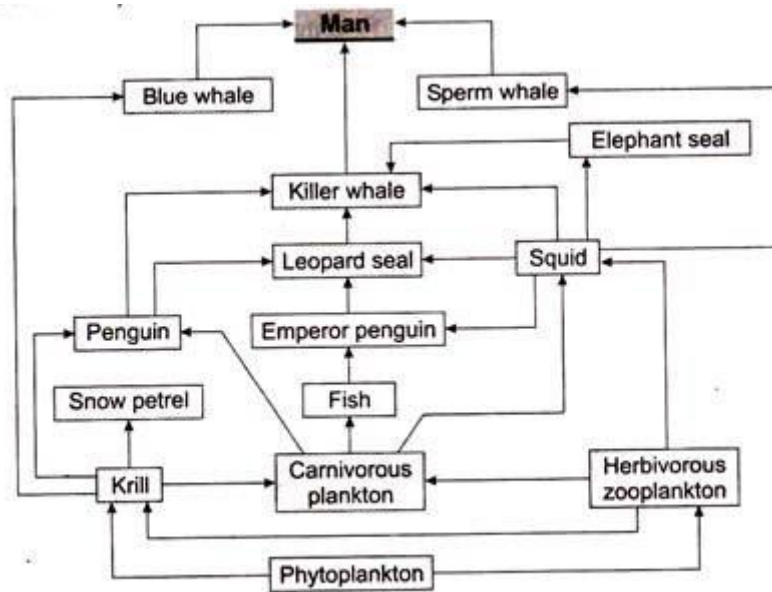 Man
Blue whale
Sperm whale
Elephant seal
Killer whale
Leopard seal
Squid
Penguin
Emperor penguin
Snow petrel
Fish
Krill
Carnivorous
plankton
Herbivorous
zooplankton
Phytoplankton